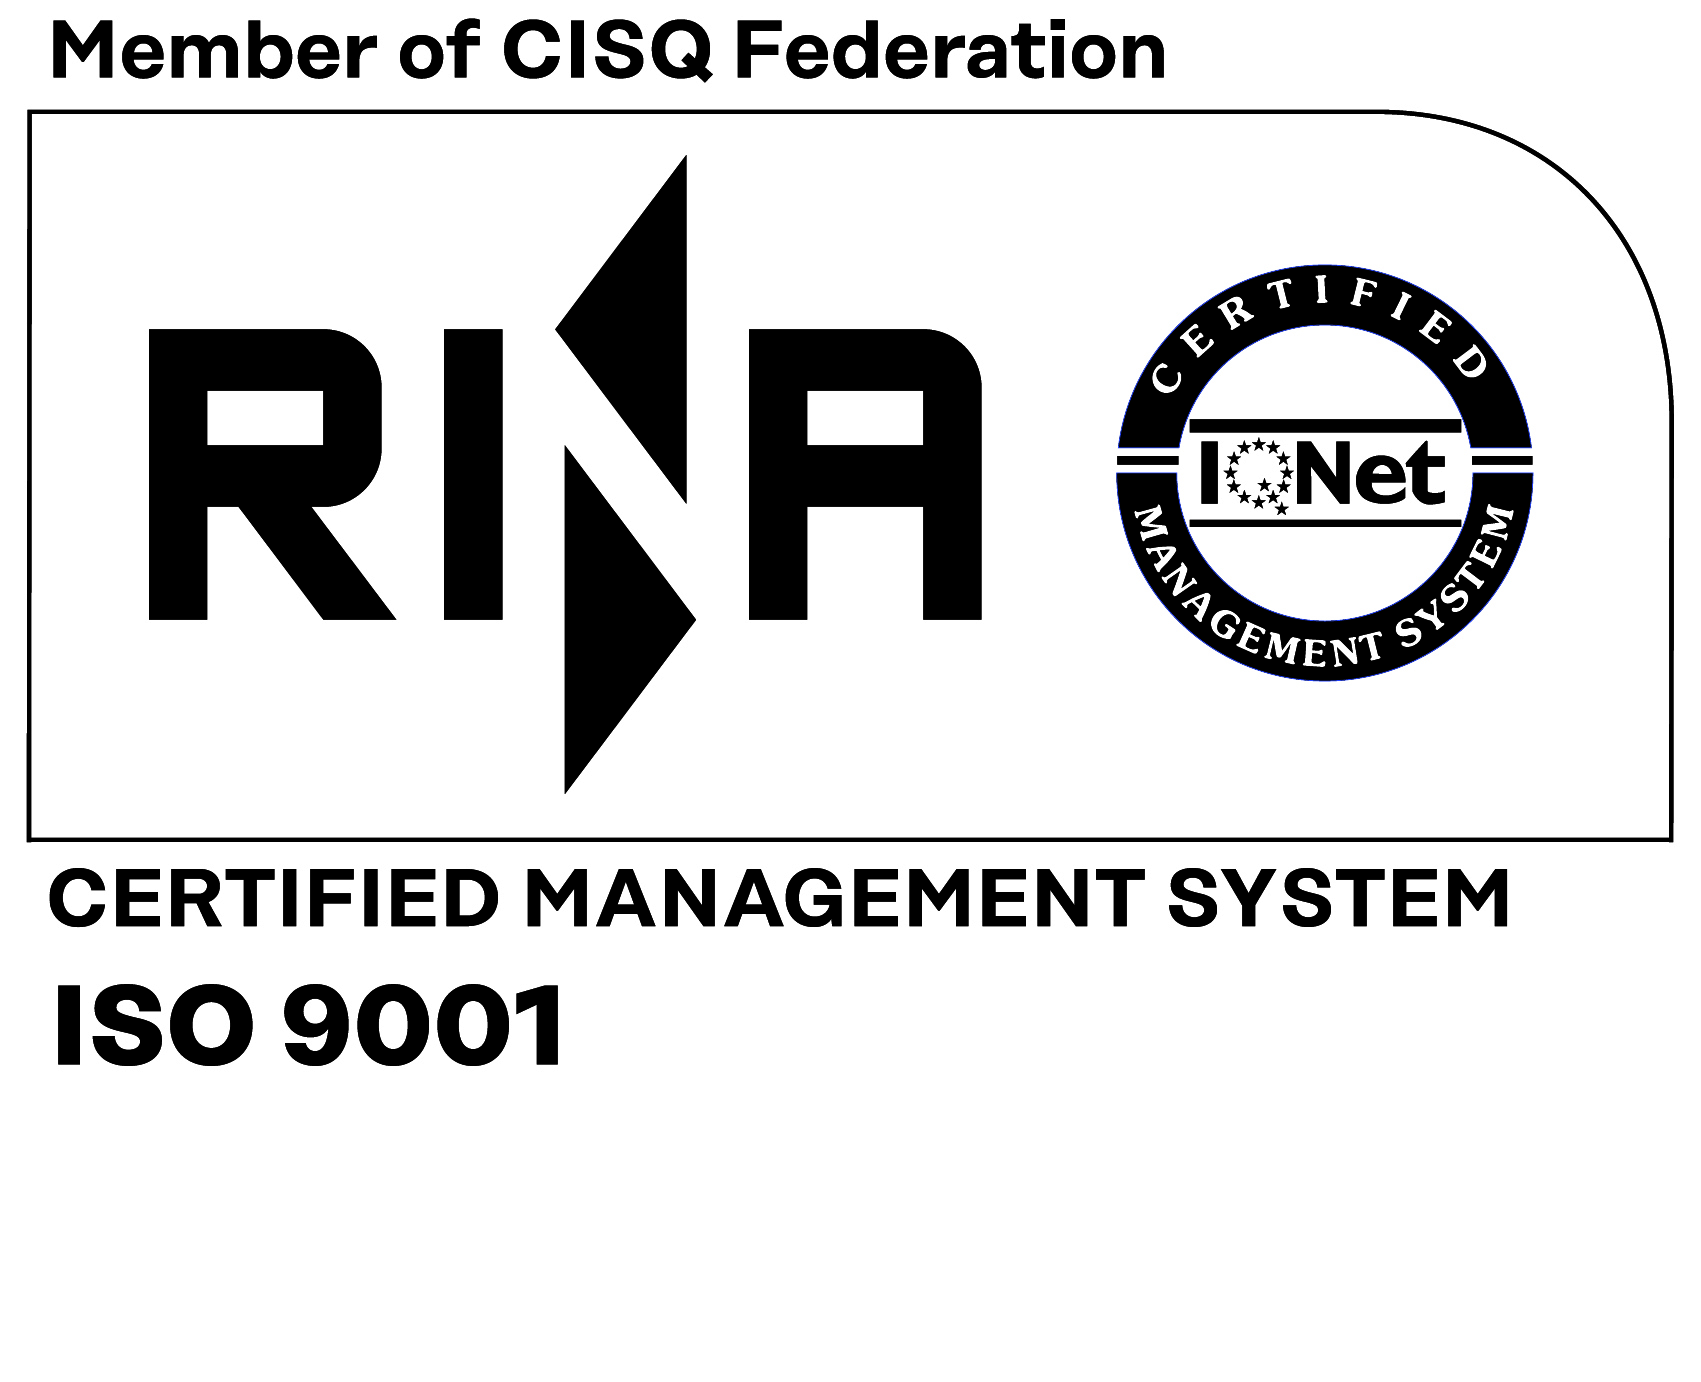 Member of CISQ Federation
RINA
CERTIFIED
IQNet
MANAGEMENT SYSTEM
CERTIFIED MANAGEMENT SYSTEM
ISO 9001